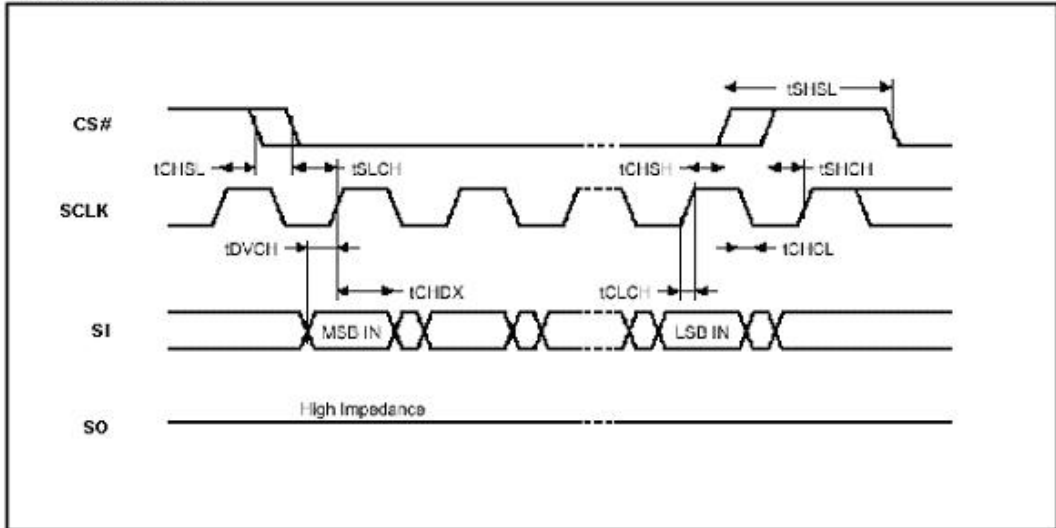 tSHSL
CS#
tCHSL
tSLCH
tCHSH
tSHCH
SCLK
tDVCH
tCHCL
tCHDX
tCLCH
SI
MSB IN
LSB IN
High Impedance
SO